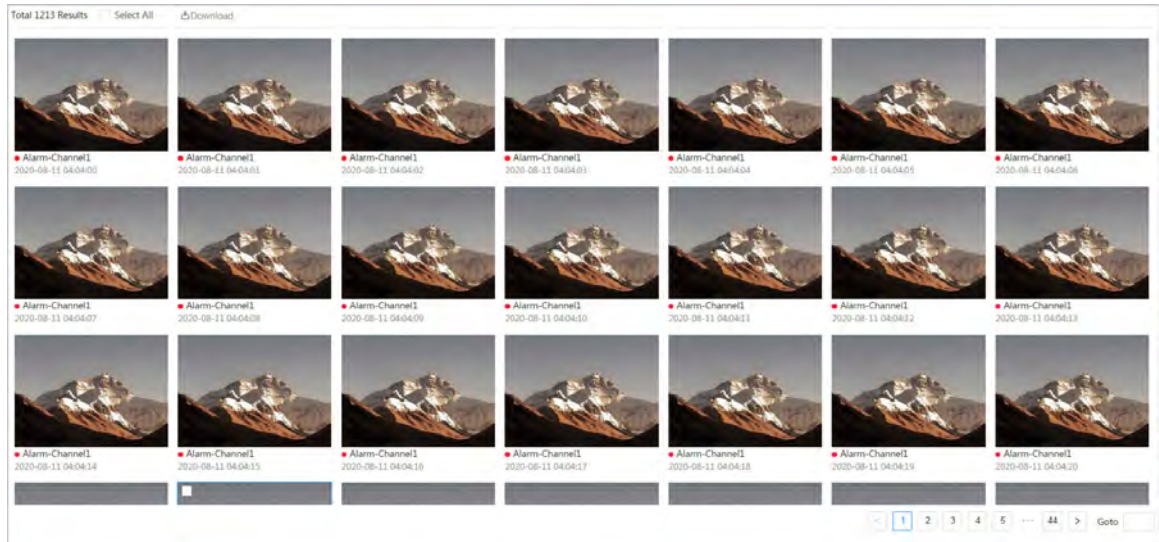 Total 1213 Results Select All Download
Alarm-Channel1 Alarm-Channel1 Alarm-Channel1 Alarm-Channel1 Alarm-Channel1 Alarm-Channel1 Alarm-Channel1
2020-08-11 04:04:00 2020-08-11 04:04:01 2020-08-11 04:04:02 2020-08-11 04:04:03 2020-08-11 04:04:04 2020-08-11 04:04:05 2020-08-11 04:04:06
Alarm-Channel1 Alarm-Channel1 Alarm-Channel1 Alarm-Channel1 Alarm-Channel1 Alarm-Channel1 Alarm-Channel1
2020-08-11 04:04:07 2020-08-11 04:04:08 2020-08-11 04:04:09 2020-08-11 04:04:10 2020-08-11 04:04:11 2020-08-11 04:04:12 2020-08-11 04:04:13
Alarm-Channel1 Alarm-Channel1 Alarm-Channel1 Alarm-Channel1 Alarm-Channel1 Alarm-Channel1 Alarm-Channel1
2020-08-11 04:04:14 2020-08-11 04:04:15 2020-08-11 04:04:16 2020-08-11 04:04:17 2020-08-11 04:04:18 2020-08-11 04:04:19 2020-08-11 04:04:20
< 1 2 3 4 5 ··· 44 > Goto